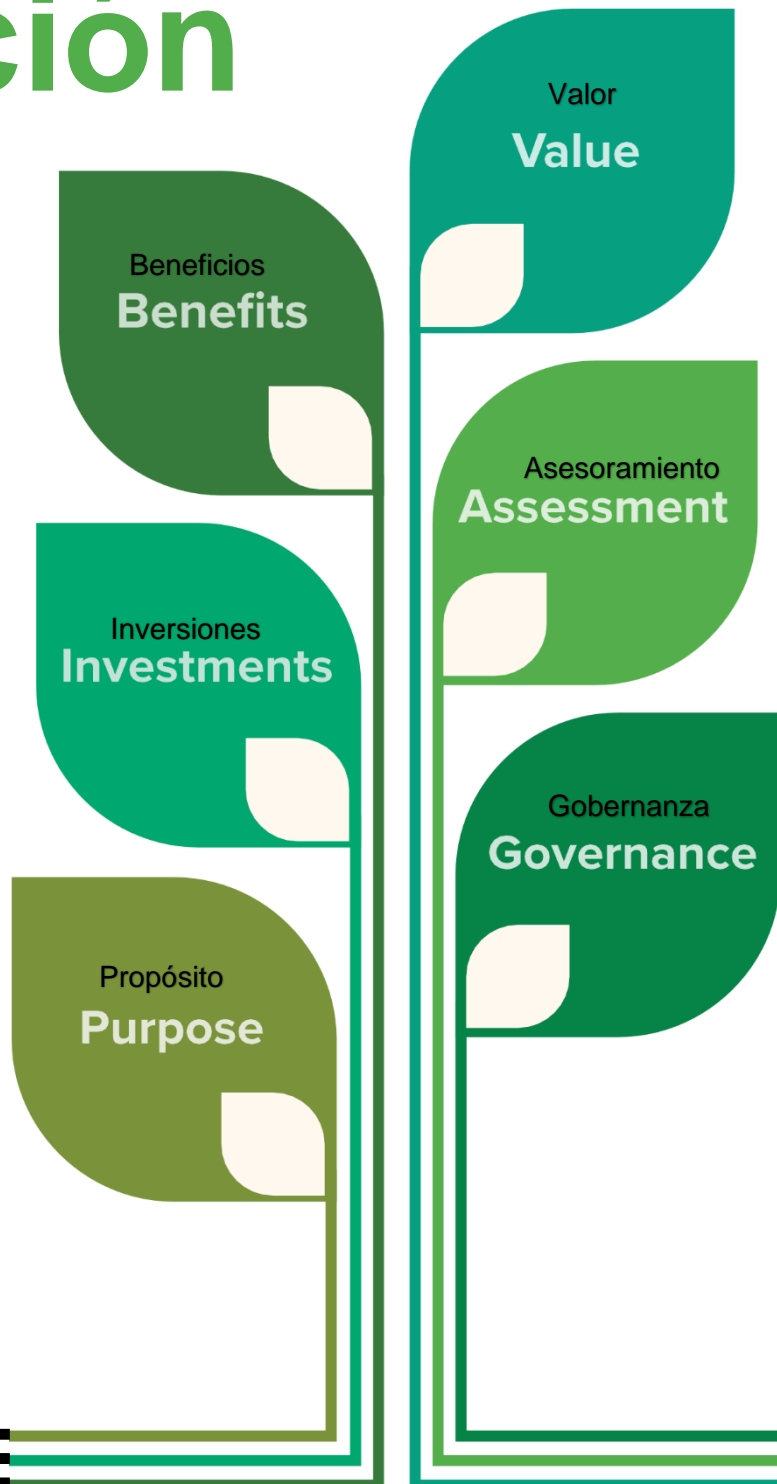 ción
Valor
Value
Beneficios
Benefits
Asesoramiento
Assessment
Inversiones
Investments
Gobernanza
Governance
Propósito
Purpose